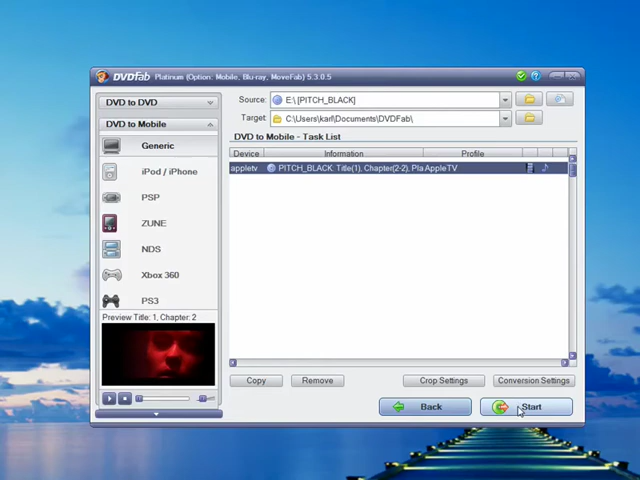 DVDFab Platinum (Option: Mobile, Blu-ray, MoveFab) 5.3.0.5
DVD to DVD
DVD to Mobile
Generic
iPod / iPhone
PSP
ZUNE
NDS
Xbox 360
PS3
Preview Title: 1, Chapter: 2
Source: E:\ [PITCH_BLACK]
Target: C:\Users\karl\Documents\DVDFab\
DVD to Mobile - Task List
Device Information Profile
appletv PITCH_BLACK: Title(1), Chapter(2-2), Pla AppleTV
Copy Remove Crop Settings Conversion Settings
Back Start